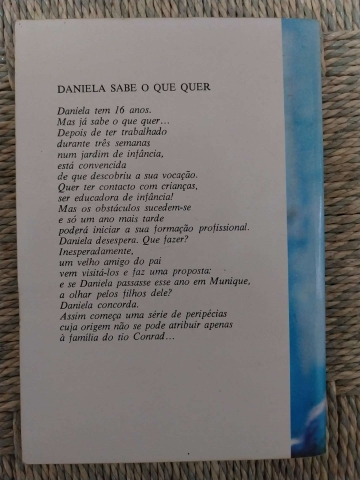 DANIELA SABE O QUE QUER
Daniela tem 16 anos.
Mas já sabe o que quer...
Depois de ter trabalhado
durante três semanas
num jardim de infância,
está convencida
de que descobriu a sua vocação.
Quer ter contacto com crianças,
ser educadora de infância!
Mas os obstáculos sucedem-se
e só um ano mais tarde
poderá iniciar a sua formação profissional.
Daniela desespera. Que fazer?
Inesperadamente,
um velho amigo do pai
vem visitá-los e faz uma proposta:
e se Daniela passasse esse ano em Munique,
a olhar pelos filhos dele?
Daniela concorda.
Assim começa uma série de peripécias
cuja origem não se pode atribuir apenas
à família do tio Conrad...